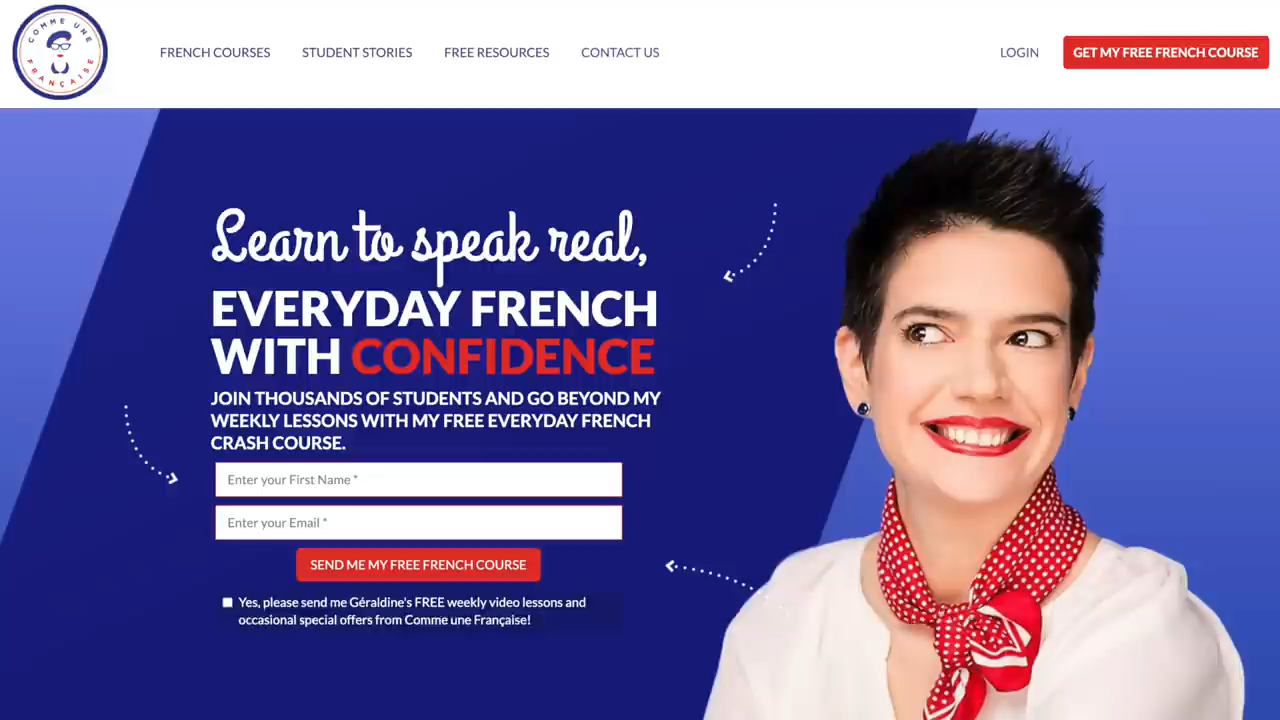 COMME UNE
FRANÇAISE
FRENCH COURSES
STUDENT STORIES
FREE RESOURCES
CONTACT US
LOGIN
GET MY FREE FRENCH COURSE
Learn to speak real,
EVERYDAY FRENCH
WITH CONFIDENCE
JOIN THOUSANDS OF STUDENTS AND GO BEYOND MY
WEEKLY LESSONS WITH MY FREE EVERYDAY FRENCH
CRASH COURSE.
Enter your First Name *
Enter your Email *
SEND ME MY FREE FRENCH COURSE
Yes, please send me Géraldine's FREE weekly video lessons and
occasional special offers from Comme une Française!